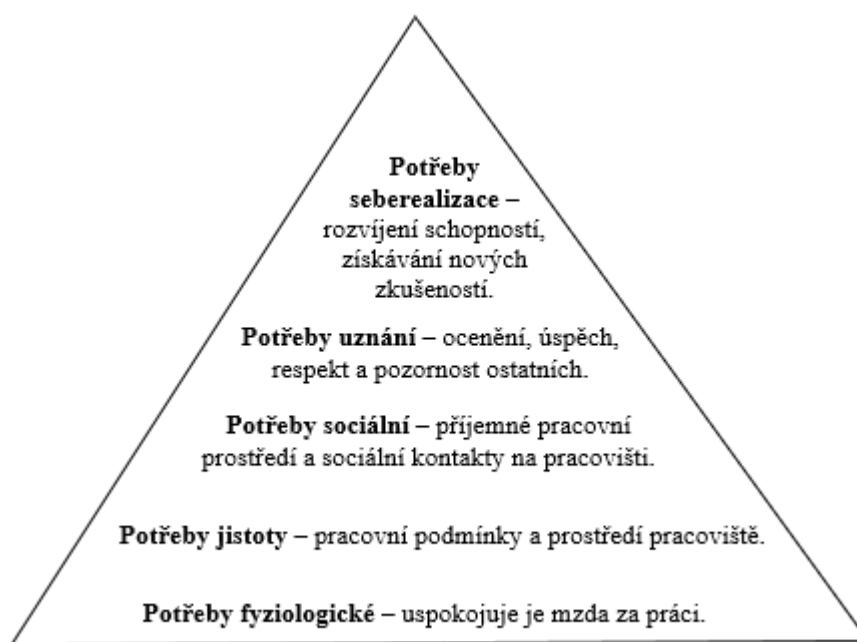 Potřeby
seberealizace –
rozvíjení schopností,
získávání nových
zkušeností.
Potřeby uznání – ocenění, úspěch,
respekt a pozornost ostatních.
Potřeby sociální – příjemné pracovní
prostředí a sociální kontakty na pracovišti.
Potřeby jistoty – pracovní podmínky a prostředí pracoviště.
Potřeby fyziologické – uspokojuje je mzda za práci.